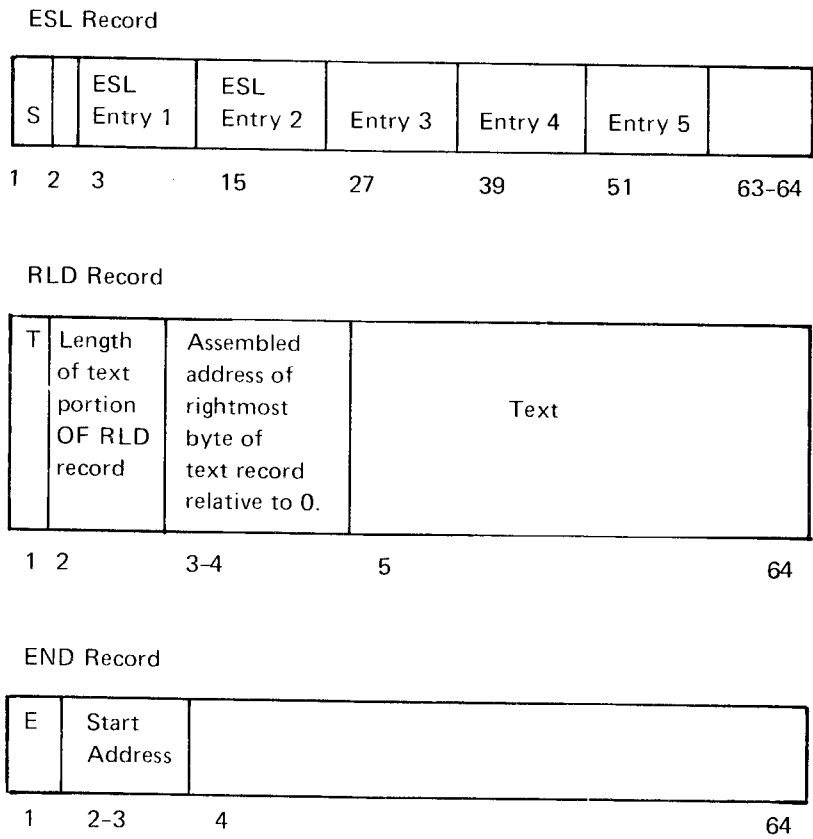 ESL Record
S
ESL
Entry 1
ESL
Entry 2
Entry 3
Entry 4
Entry 5
1 2 3 15 27 39 51 63-64
RLD Record
T
Length
of text
portion
OF RLD
record
Assembled
address of
rightmost
byte of
text record
relative to 0.
Text
1 2 3-4 5 64
END Record
E
Start
Address
1 2-3 4 64